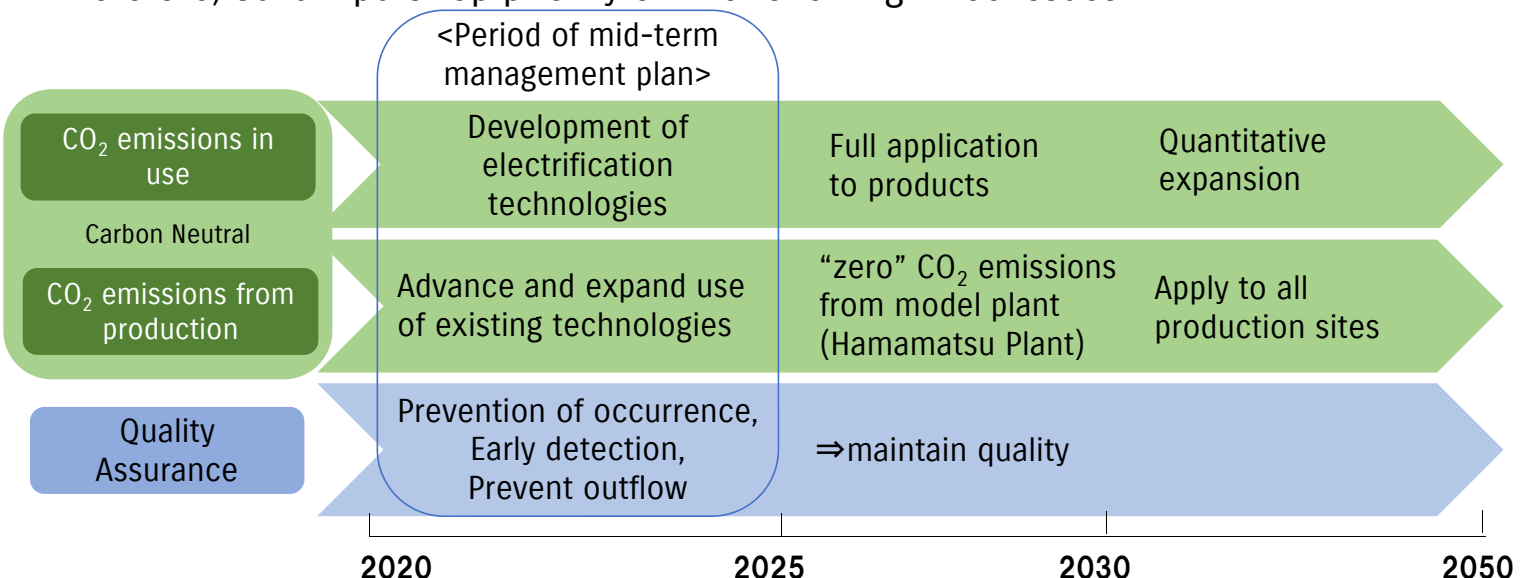 <Period of mid-term
management plan>
CO₂ emissions in
use
Carbon Neutral
CO₂ emissions from
production
Development of
electrification
technologies
Full application
to products
Quantitative
expansion
Advance and expand use
of existing technologies
“zero” CO₂ emissions
from model plant
(Hamamatsu Plant)
Apply to all
production sites
Quality
Assurance
Prevention of occurrence,
Early detection,
Prevent outflow
⇒maintain quality
2020 2025 2030 2050